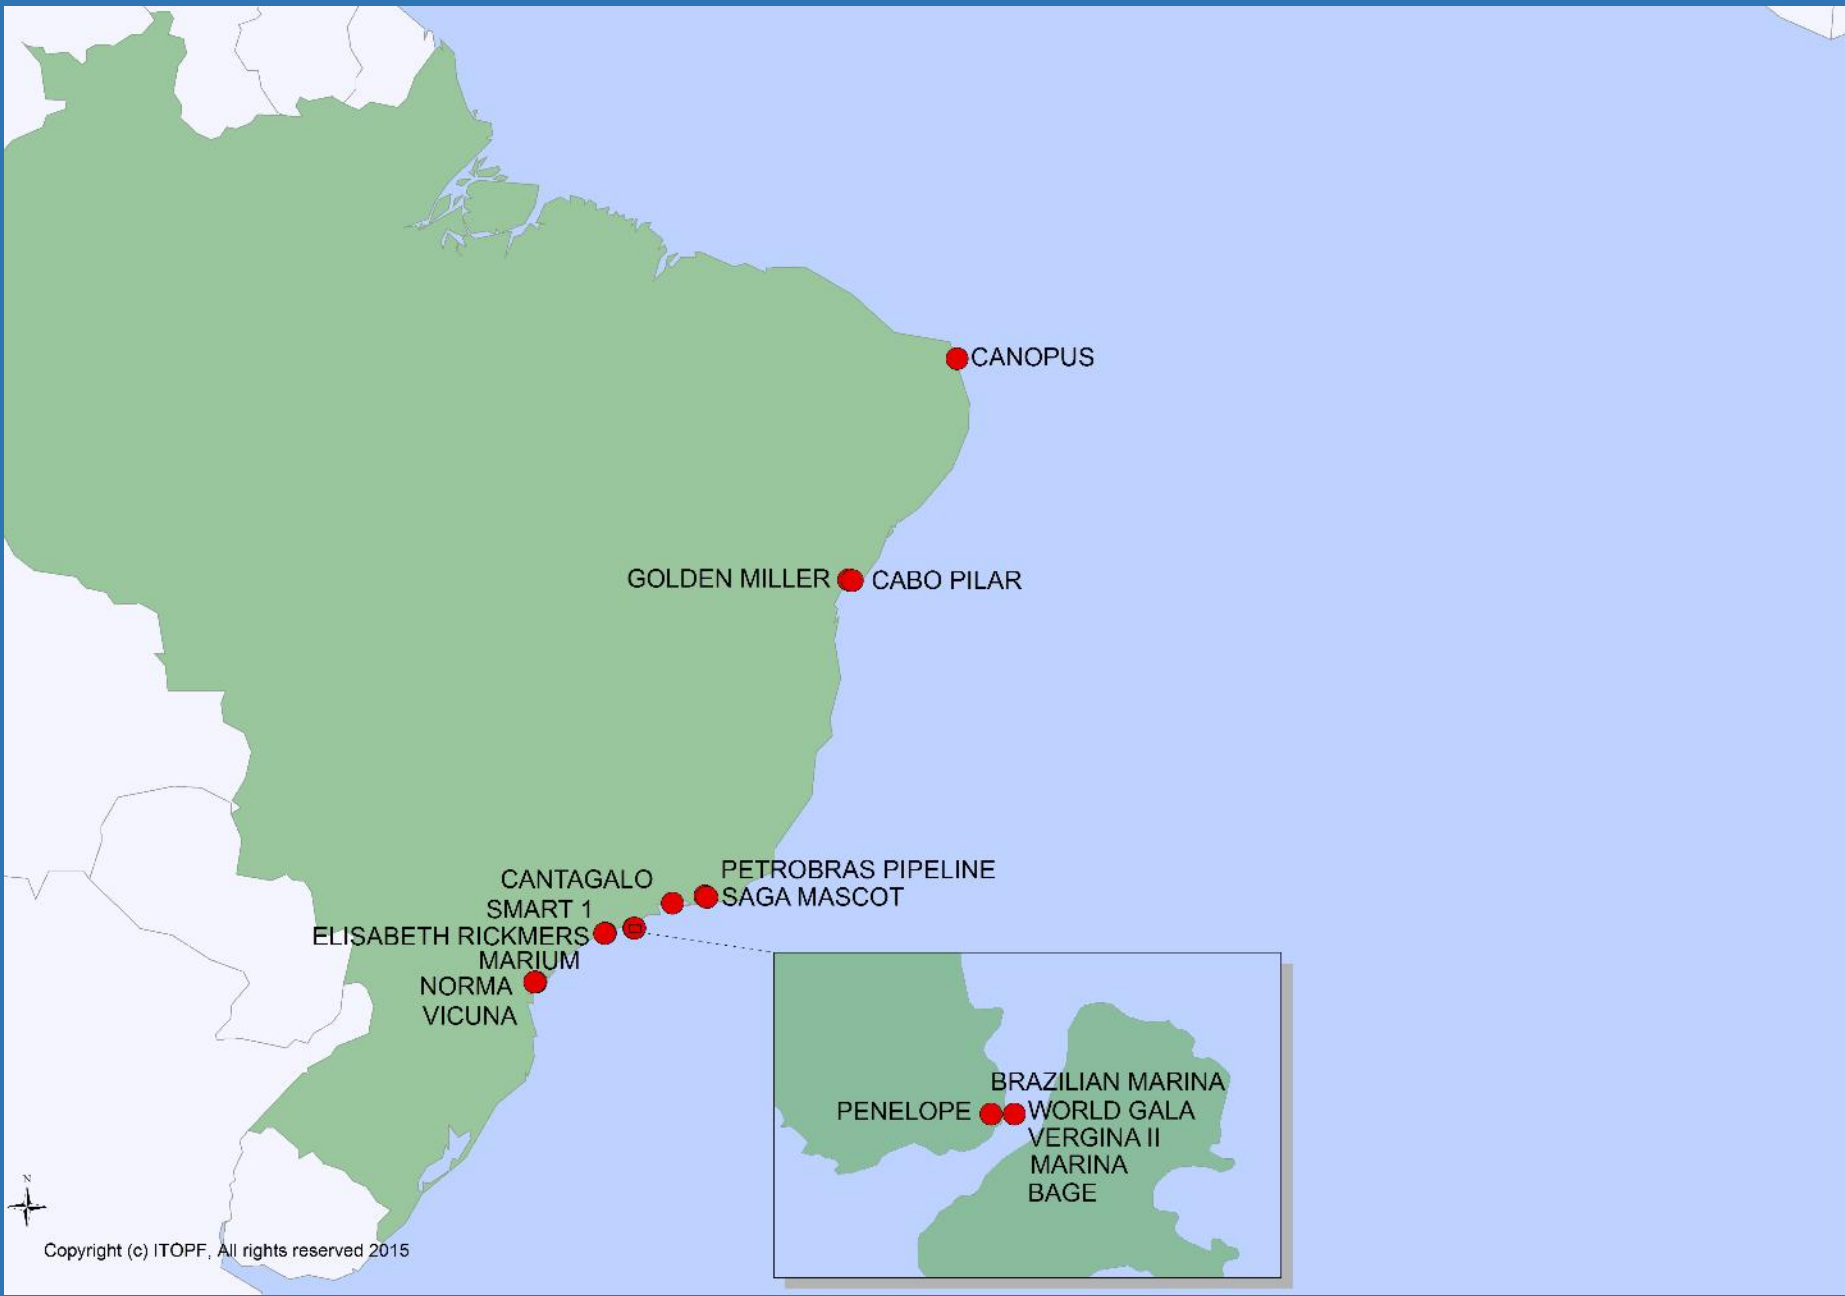 CANOPUS
GOLDEN MILLER
CABO PILAR
PETROBRAS PIPELINE
CANTAGALO
SAGA MASCOT
SMART 1
ELISABETH RICKMERS
MARIUM
NORMA
VICUNA
BRAZILIAN MARINA
PENELOPE
WORLD GALA
VERGINA II
MARINA
BAGE
N
Copyright (c) ITOPF, All rights reserved 2015